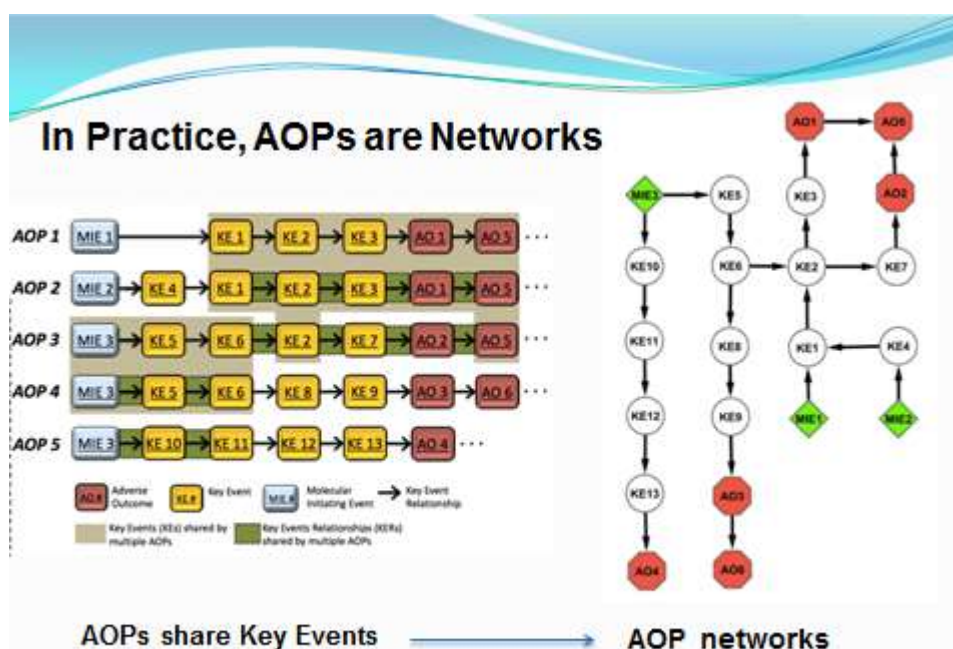 In Practice, AOPs are Networks
AOP 1 MIE 1 KE 1 KE 2 KE 3 AO 1 AO 5 ...
AOP 2 MIE 2 KE 4 KE 1 KE 2 KE 3 AO 1 AO 5 ...
AOP 3 MIE 3 KE 5 KE 6 KE 2 KE 7 AO 2 AO 5 ...
AOP 4 MIE 3 KE 5 KE 6 KE 8 KE 9 AO 3 AO 6 ...
AOP 5 MIE 3 KE 10 KE 11 KE 12 KE 13 AO 4 ...
AO # Adverse
Outcome
KE # Key Event
MIE # Molecular
Initiating Event
Key Event
Relationship
Key Events (KEs) shared by
multiple AOPs
Key Events Relationships (KERs)
shared by multiple AOPs
AO1 AO5
MIE3 KE5 KE3 AO2
KE10 KE6 KE2 KE7
KE11 KE8 KE1 KE4
KE12 KE9 MIE1 MIE2
KE13 AO3
AO4 AO6
AOPs share Key Events AOP networks